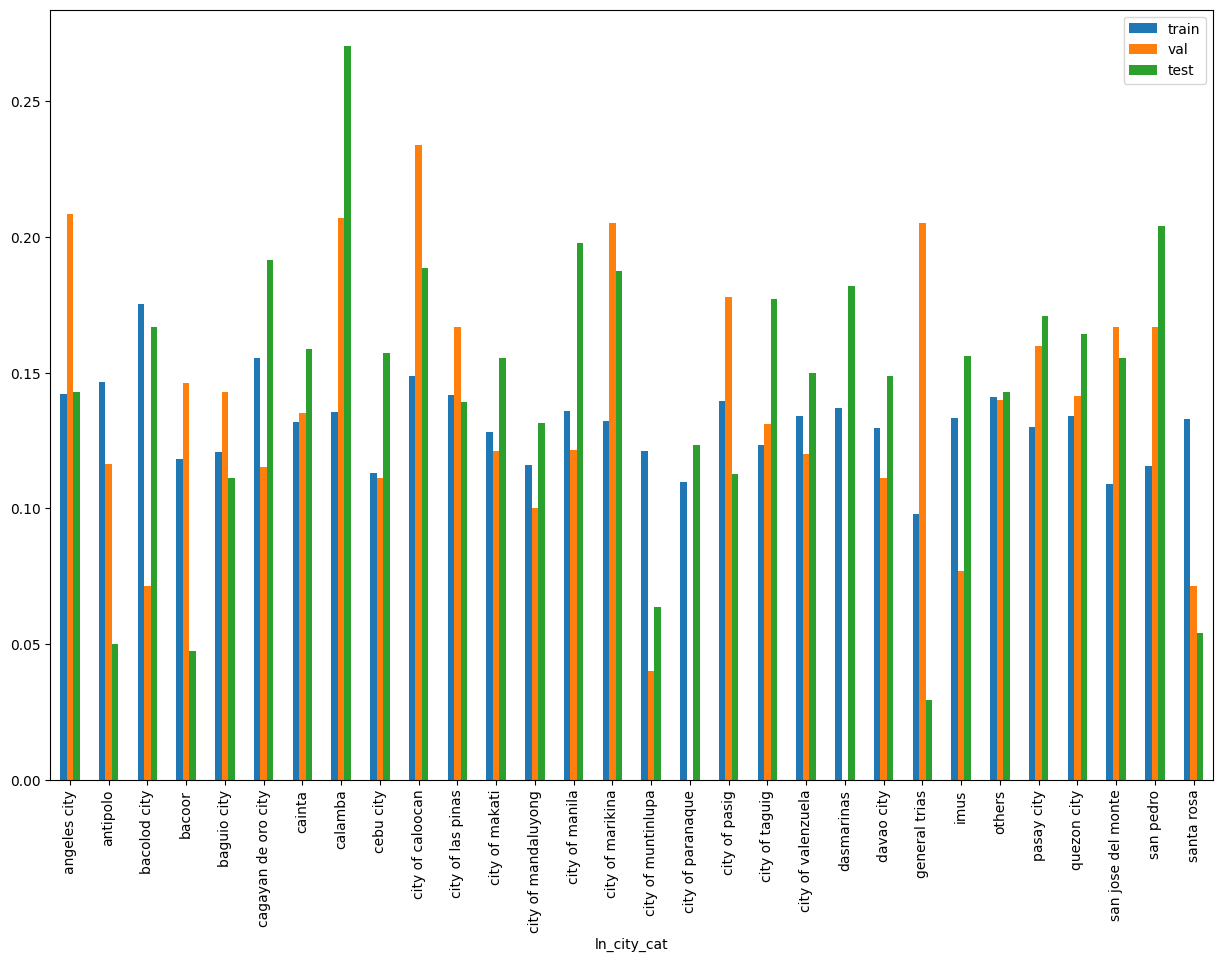 train
val
test
0.25
0.20
0.15
0.10
0.05
0.00
angeles city
antipolo
bacolod city
bacoor
baguio city
cagayan de oro city
cainta
calamba
cebu city
city of caloocan
city of las pinas
city of makati
city of mandaluyong
city of manila
city of marikina
city of muntinlupa
city of paranaque
city of pasig
city of taguig
city of valenzuela
dasmarinas
davao city
general trias
imus
others
pasay city
quezon city
san jose del monte
san pedro
santa rosa
ln_city_cat